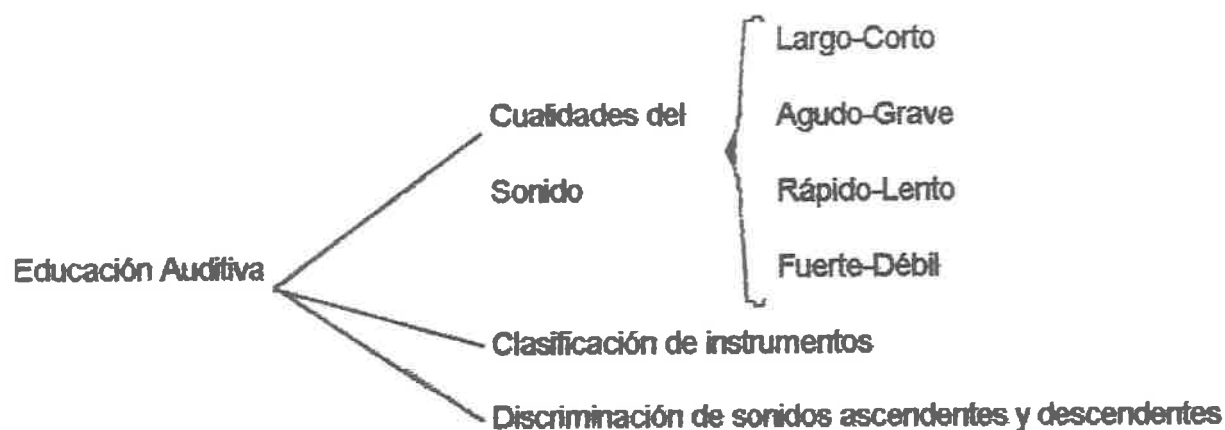 Largo-Corto
Cualidades del
Agudo-Grave
Sonido
Rápido-Lento
Educación Auditiva
Fuerte-Débil
Clasificación de instrumentos
Discriminación de sonidos ascendentes y descendentes